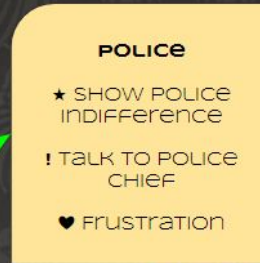 POLICE
★ SHOW POLICE
INDIFFERENCE
! TALK TO POLICE
CHIEF
♥ FRUSTRATION